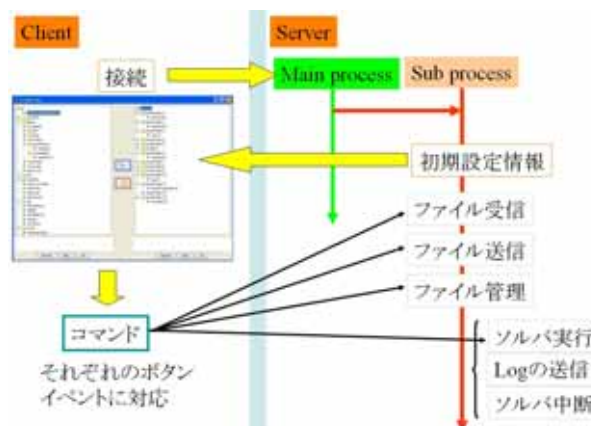 Client
Server
接続
Main process
Sub process
初期設定情報
ファイル受信
ファイル送信
ファイル管理
コマンド
それぞれのボタン
イベントに対応
ソルバ実行
Logの送信
ソルバ中断